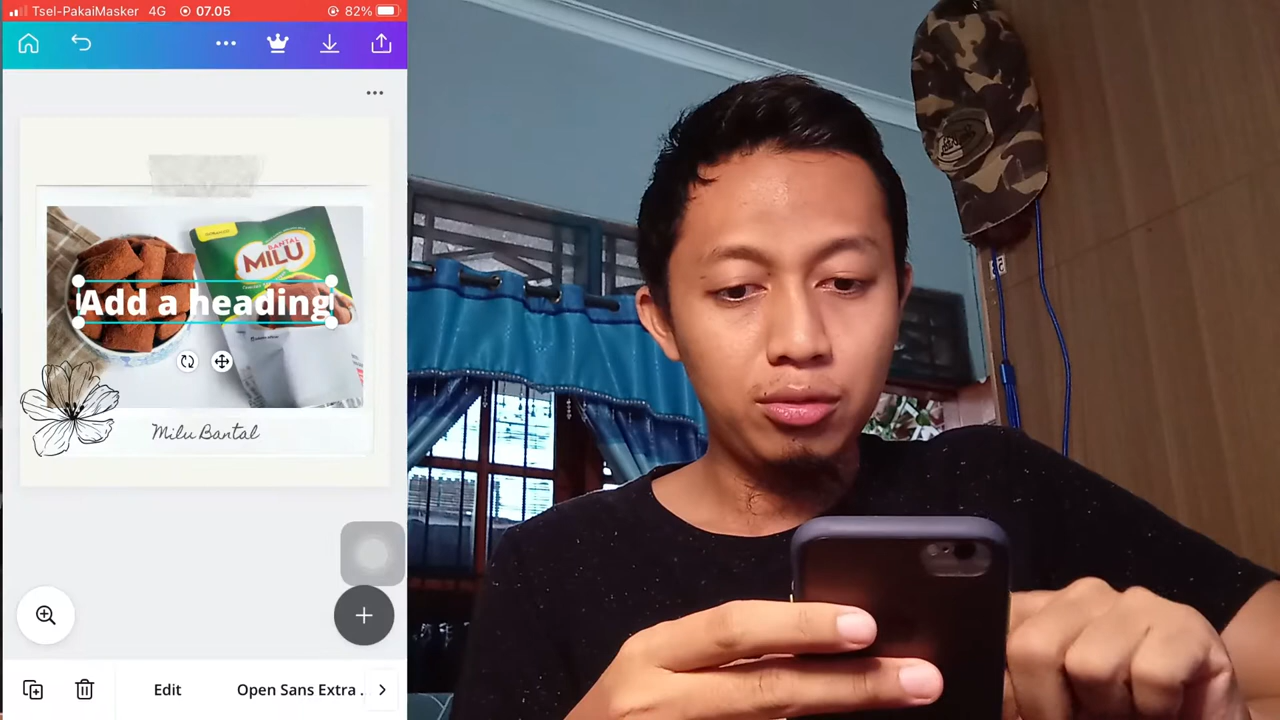 Tsel-PakaiMasker 4G 07.05 82%
BANTAL
MILU
Add a heading
Milu Bantal
Edit Open Sans Extra ..